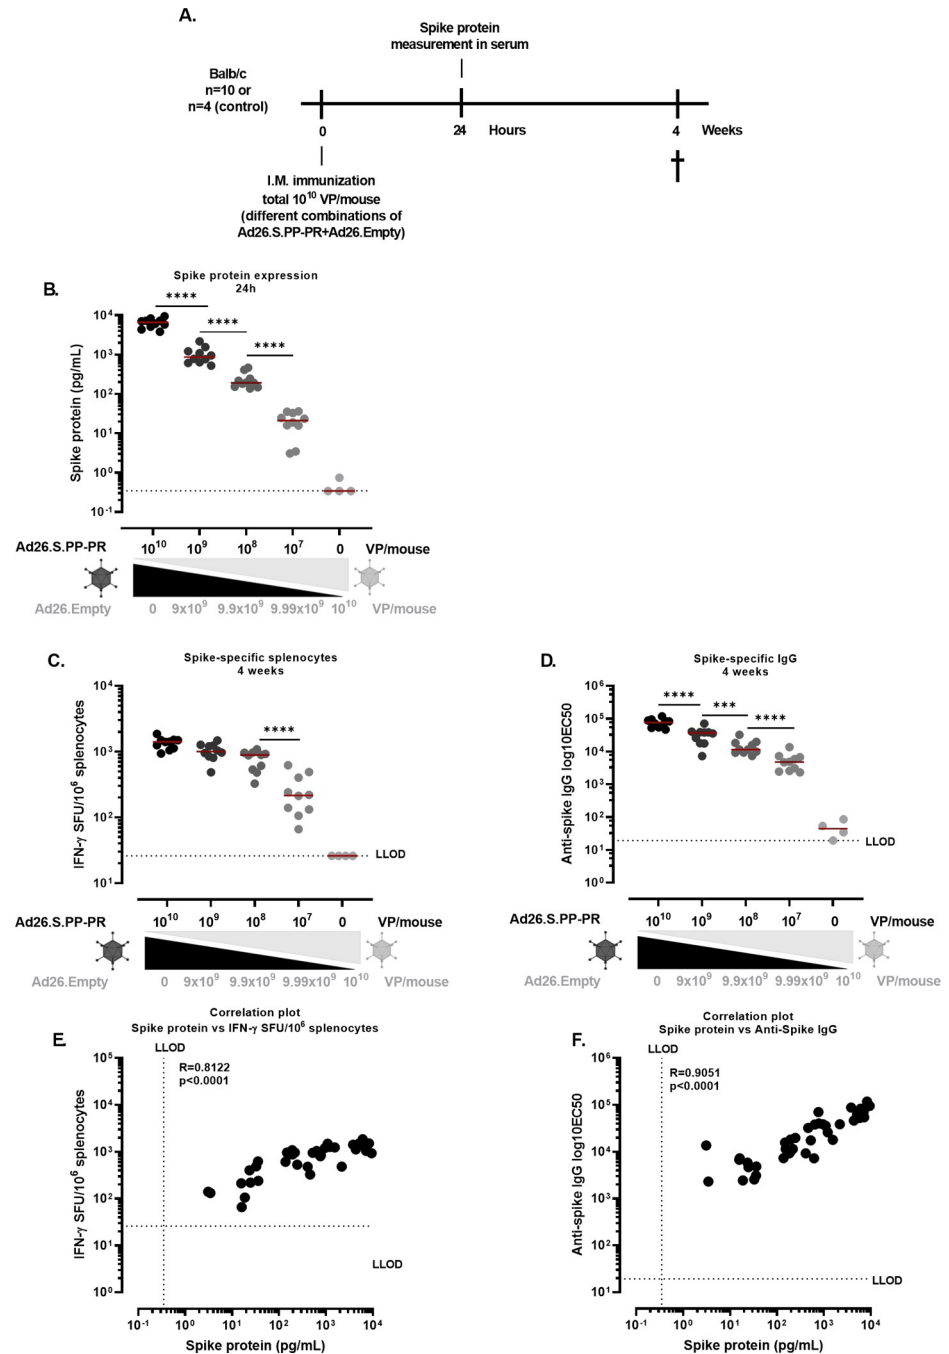 A.
Spike protein
measurement in serum
Balb/c
n=10 or
n=4 (control)
0
24
Hours
4
Weeks
I.M. immunization
total 10¹⁰ VP/mouse
(different combinations of
Ad26.S.PP-PR+Ad26.Empty)
B.
Spike protein expression
24h
****
****
****
Spike protein (pg/mL)
10⁴
10³
10²
10¹
10⁰
10⁻¹
Ad26.S.PP-PR
10¹⁰ 10⁹ 10⁸ 10⁷ 0
VP/mouse
Ad26.Empty
0 9x10⁹ 9.9x10⁹ 9.99x10⁹ 10¹⁰
VP/mouse
C.
Spike-specific splenocytes
4 weeks
****
IFN-γ SFU/10⁶ splenocytes
10⁴
10³
10²
10¹
LLOD
Ad26.S.PP-PR
10¹⁰ 10⁹ 10⁸ 10⁷ 0
VP/mouse
Ad26.Empty
0 9x10⁹ 9.9x10⁹ 9.99x10⁹ 10¹⁰
VP/mouse
D.
Spike-specific IgG
4 weeks
****
***
****
Anti-spike IgG log10EC50
10⁶
10⁵
10⁴
10³
10²
10¹
10⁰
LLOD
Ad26.S.PP-PR
10¹⁰ 10⁹ 10⁸ 10⁷ 0
VP/mouse
Ad26.Empty
0 9x10⁹ 9.9x10⁹ 9.99x10⁹ 10¹⁰
VP/mouse
E.
Correlation plot
Spike protein vs IFN-γ SFU/10⁶ splenocytes
LLOD
R=0.8122
p<0.0001
IFN-γ SFU/10⁶ splenocytes
10⁵
10⁴
10³
10²
10¹
10⁰
LLOD
10⁻¹ 10⁰ 10¹ 10² 10³ 10⁴
Spike protein (pg/mL)
F.
Correlation plot
Spike protein vs Anti-Spike IgG
LLOD
R=0.9051
p<0.0001
Anti-spike IgG log10EC50
10⁶
10⁵
10⁴
10³
10²
10¹
LLOD
10⁻¹ 10⁰ 10¹ 10² 10³ 10⁴
Spike protein (pg/mL)